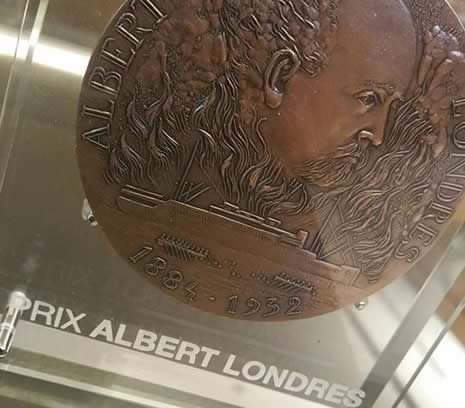 ALBERT
LONDRES
1884 - 1932
PRIX ALBERT LONDRES